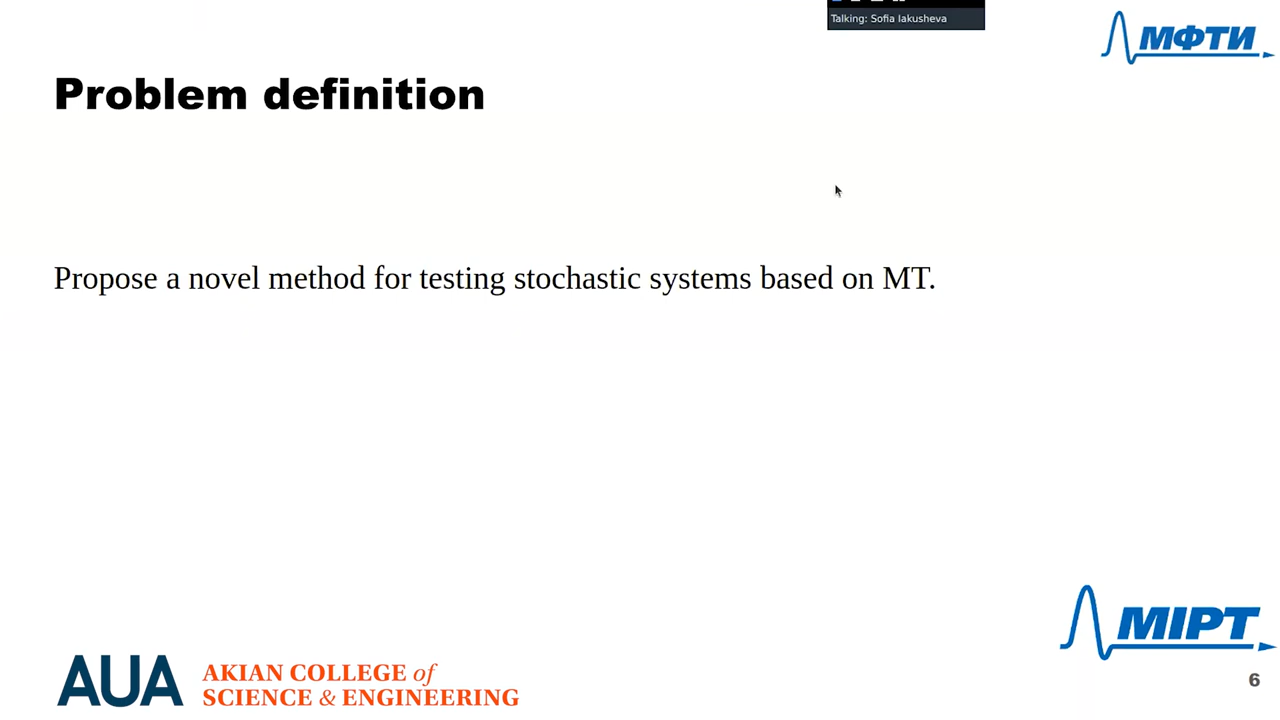 Talking: Sofia Iakusheva
МФТИ
Problem definition
Propose a novel method for testing stochastic systems based on MT.
MIPT
AUA
AKIAN COLLEGE of
SCIENCE & ENGINEERING
6